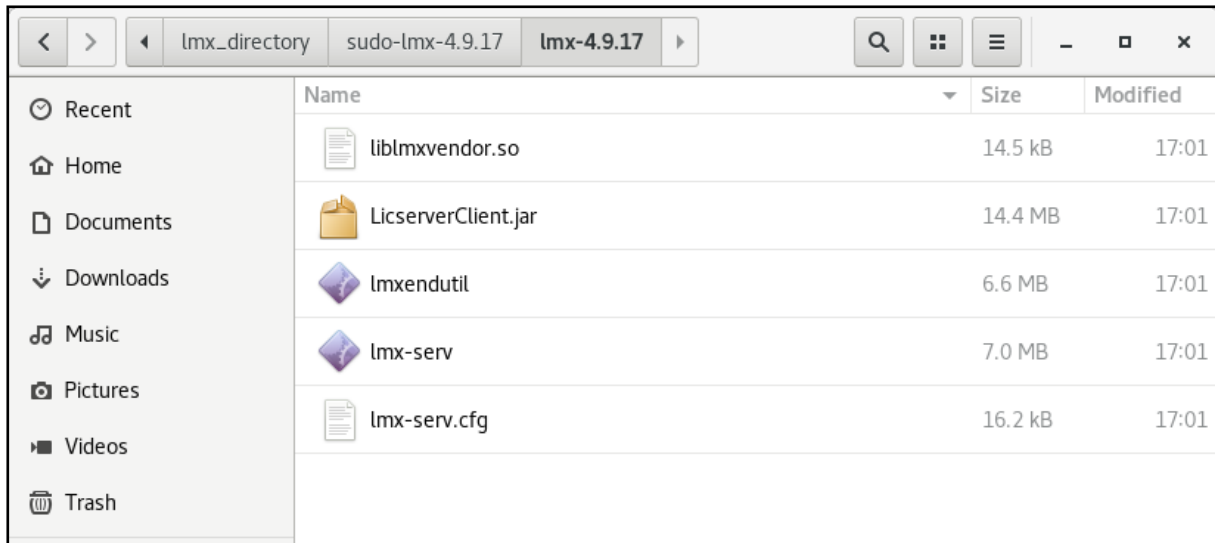 lmx_directory sudo-lmx-4.9.17 lmx-4.9.17
Recent
Home
Documents
Downloads
Music
Pictures
Videos
Trash
Name Size Modified
liblmxvendor.so 14.5 kB 17:01
LicserverClient.jar 14.4 MB 17:01
lmxendutil 6.6 MB 17:01
lmx-serv 7.0 MB 17:01
lmx-serv.cfg 16.2 kB 17:01